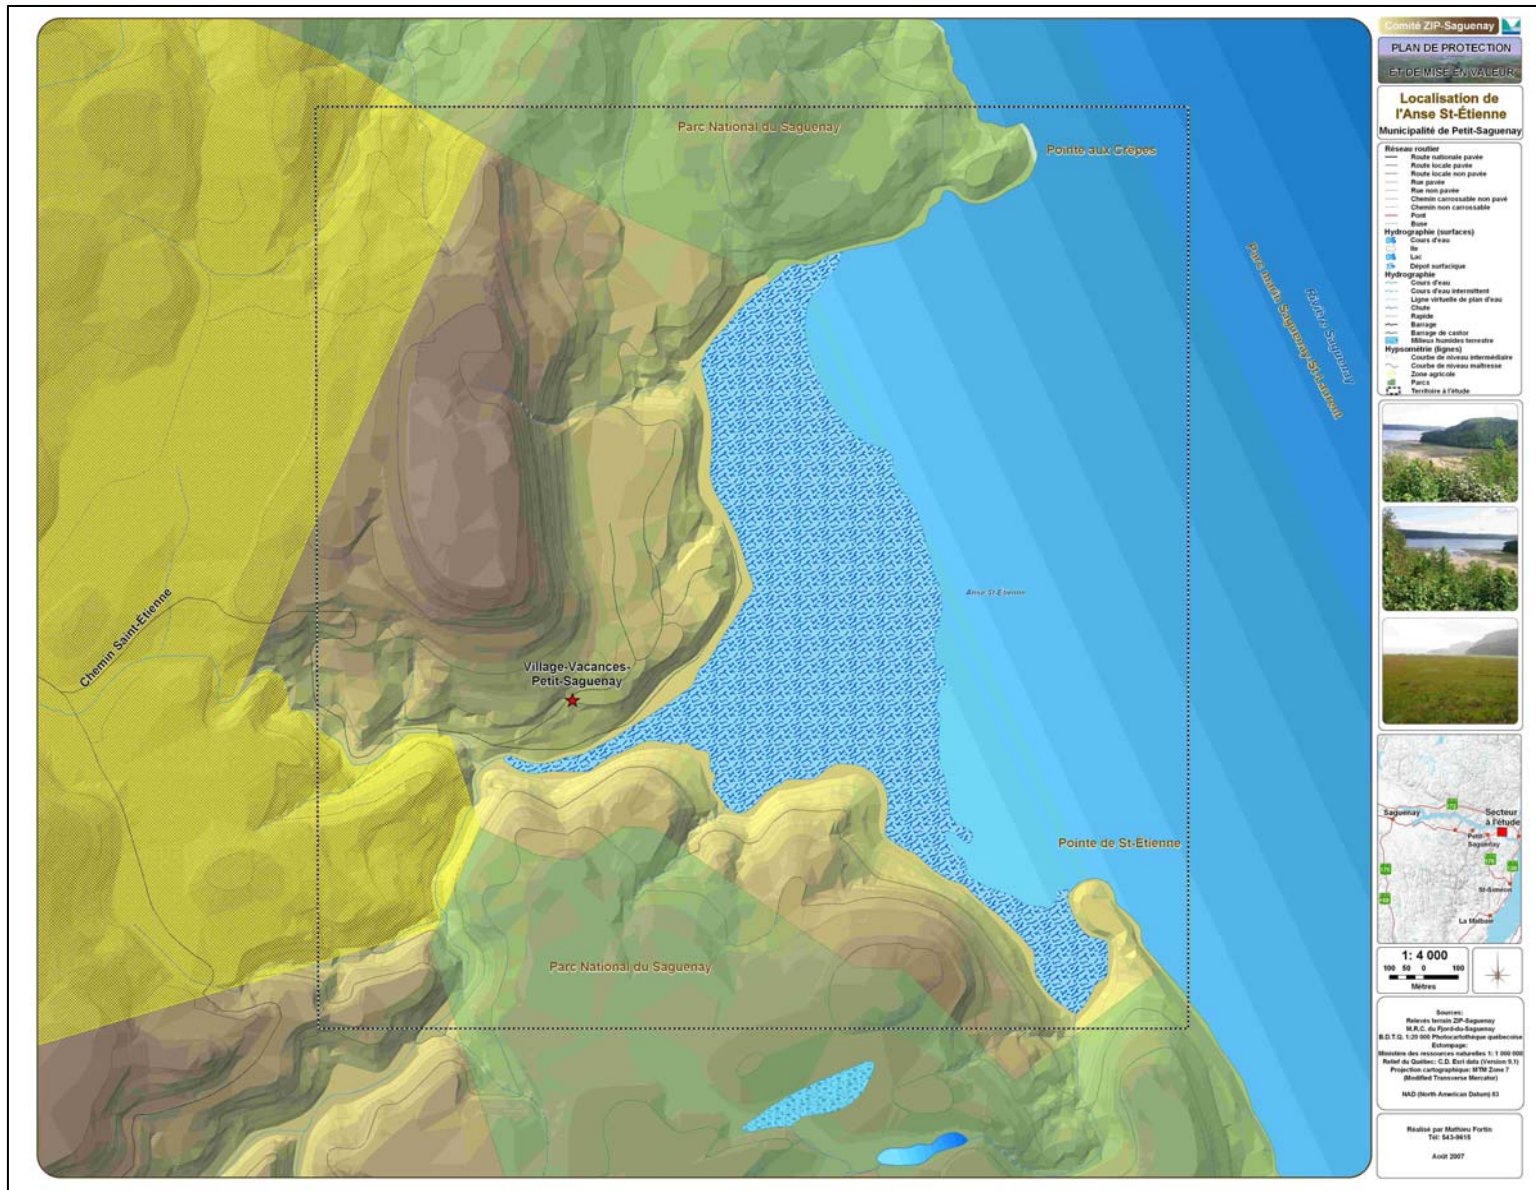 Parc National du Saguenay
Pointe aux Crêpes
Parc marin Saguenay-St-Laurent
Rivière Saguenay
Anse St-Étienne
Chemin Saint-Étienne
Village-Vacances-
Petit-Saguenay
Pointe de St-Étienne
Parc National du Saguenay
Comité ZIP-Saguenay
PLAN DE PROTECTION
ET DE MISE EN VALEUR
Localisation de
l'Anse St-Étienne
Municipalité de Petit-Saguenay
Réseau routier
Route nationale pavée
Route locale pavée
Route locale non pavée
Rue pavée
Rue non pavée
Chemin carrossable non pavé
Chemin non carrossable
Pont
Buse
Hydrographie (surfaces)
Cours d'eau
Ile
Lac
Dépot surfacique
Hydrographie
Cours d'eau
Cours d'eau intermittent
Ligne virtuelle de plan d'eau
Chute
Rapide
Barrage
Barrage de castor
Milieux humides terrestre
Hypsométrie (lignes)
Courbe de niveau intermédiaire
Courbe de niveau maîtresse
Zone agricole
Parcs
Territoire à l'étude
Saguenay
172
Secteur
à l'étude
Petit-
Saguenay
170
St-Siméon
La Malbaie
1: 4 000
100 50 0 100
Mètres
Sources:
Relevés terrain ZIP-Saguenay
M.R.C. du Fjord-du-Saguenay
B.D.T.Q. 1:20 000 Photocartothèque québecoise
Estompage:
Ministère des ressources naturelles 1: 1 000 000
Relief du Québec: C.D. Esri data (Version 9,1)
Projection cartographique: MTM Zone 7
(Modified Transverse Mercator)
NAD (North American Datum) 83
Réalisé par Mathieu Fortin
Tél: 543-9615
Août 2007